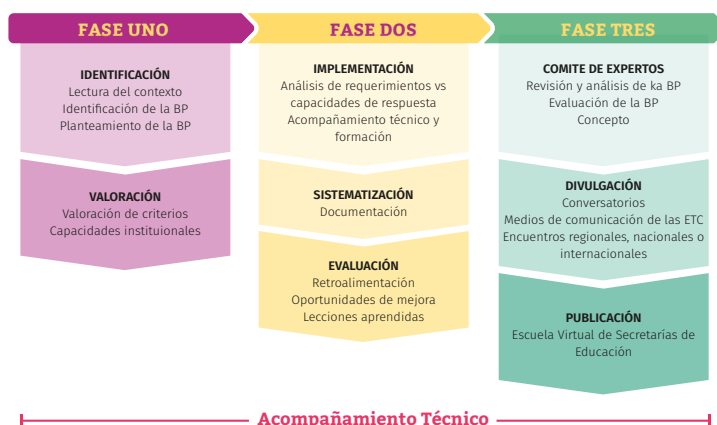 FASE UNO
IDENTIFICACIÓN
Lectura del contexto
Identificación de la BP
Planteamiento de la BP
VALORACIÓN
Valoración de criterios
Capacidades instituionales
FASE DOS
IMPLEMENTACIÓN
Análisis de requerimientos vs
capacidades de respuesta
Acompañamiento técnico y
formación
SISTEMATIZACIÓN
Documentación
EVALUACIÓN
Retroalimentación
Oportunidades de mejora
Lecciones aprendidas
FASE TRES
COMITE DE EXPERTOS
Revisión y análisis de ka BP
Evaluación de la BP
Concepto
DIVULGACIÓN
Conversatorios
Medios de comunicación de las ETC
Encuentros regionales, nacionales o
internacionales
PUBLICACIÓN
Escuela Virtual de Secretarías de
Educación
Acompañamiento Técnico